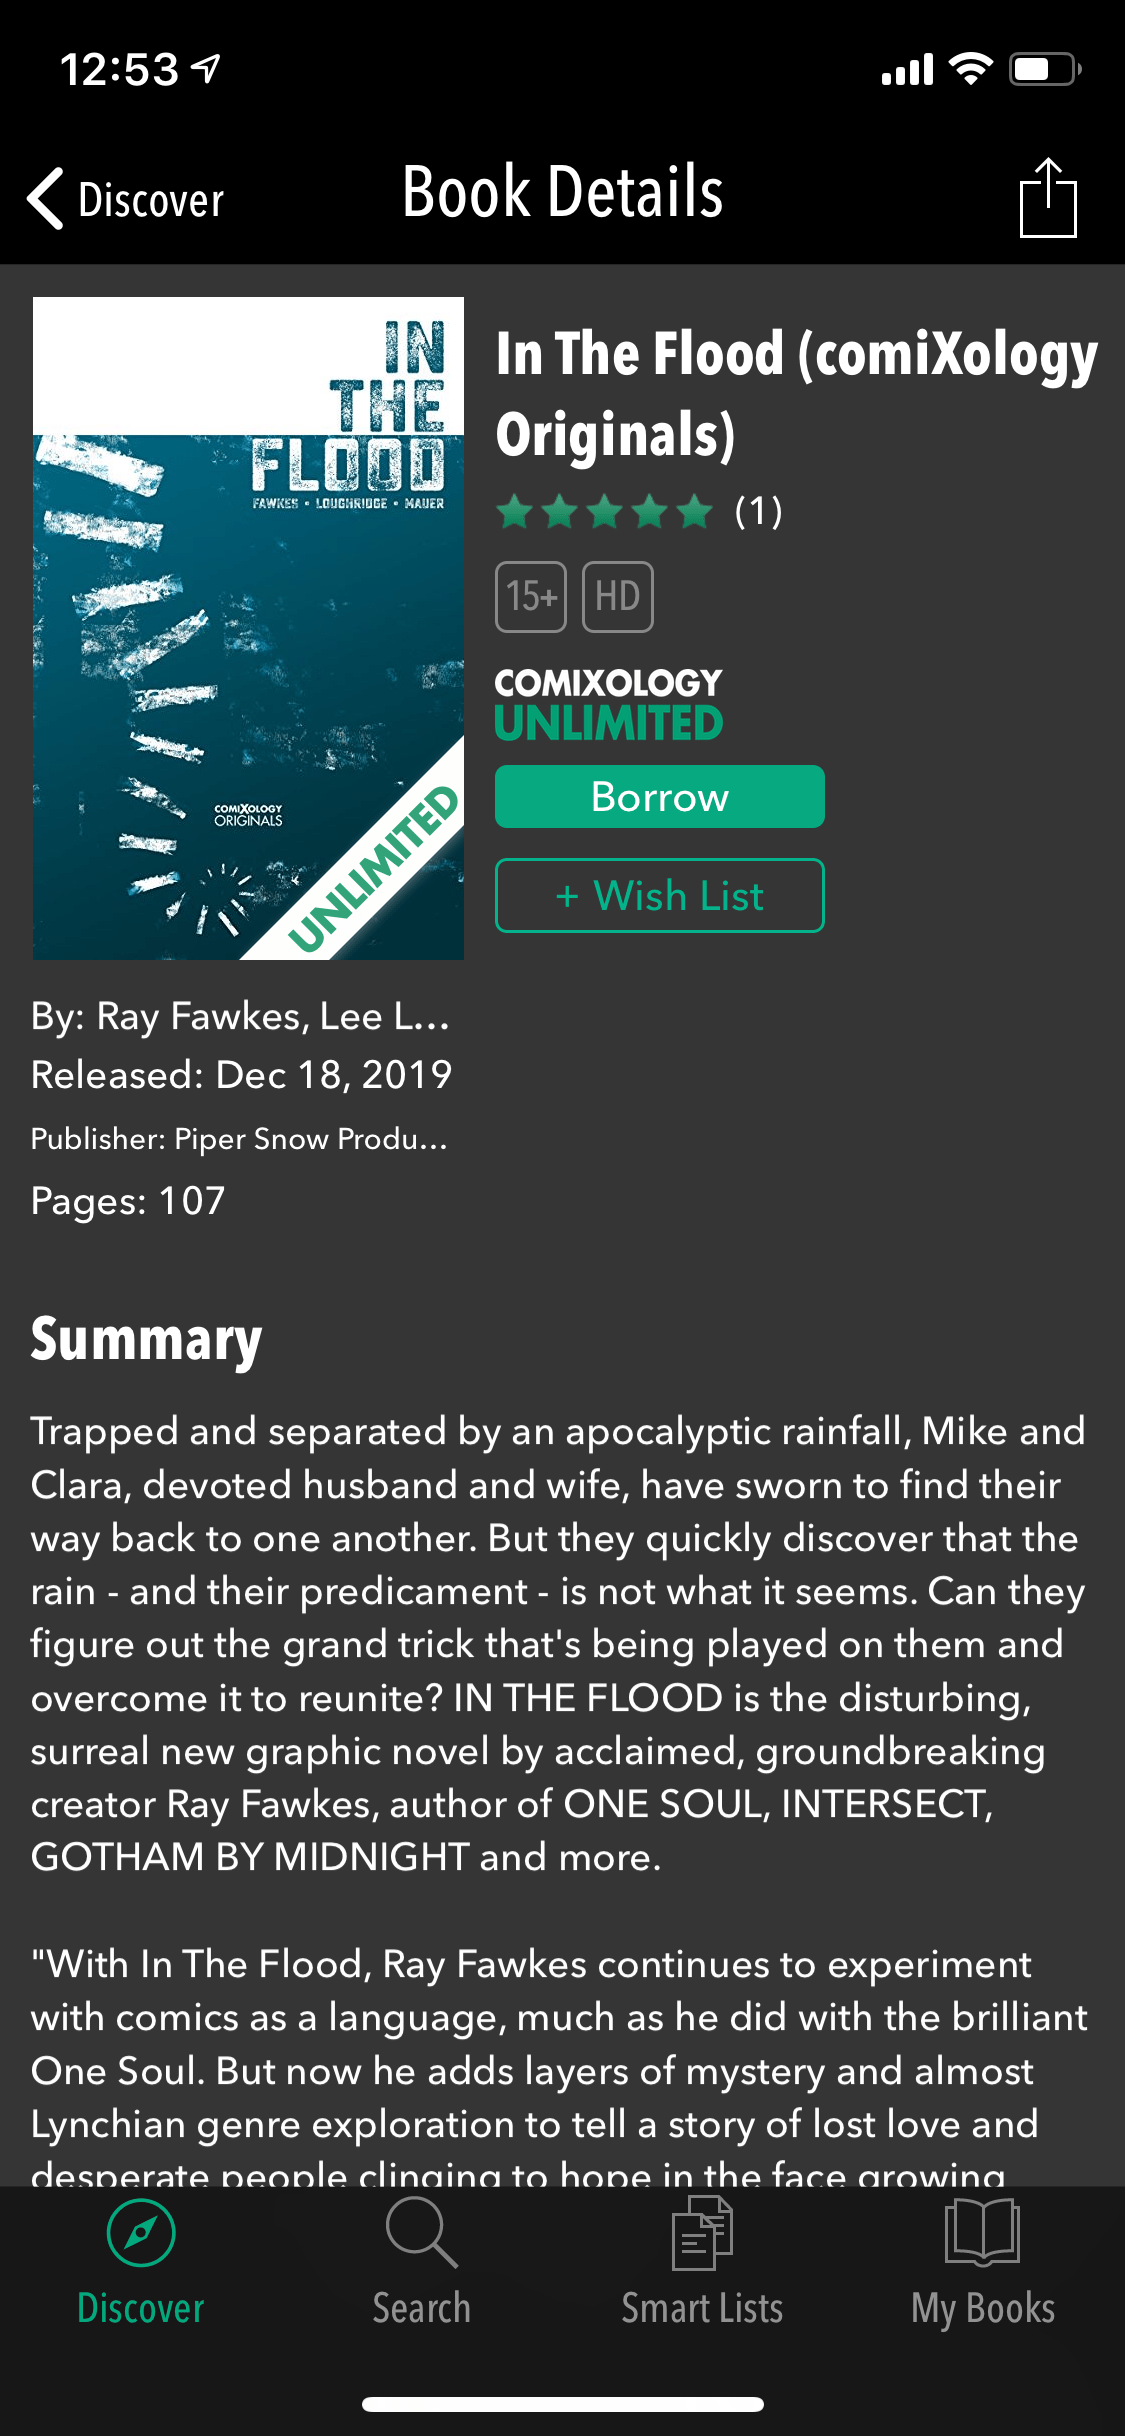 12:53
Discover
Book Details
IN
THE
FLOOD
FAWKES • LOUGHRIDGE • MAUER
COMIXOLOGY
ORIGINALS
UNLIMITED
In The Flood (comiXology
Originals)
(1)
15+ HD
COMIXOLOGY
UNLIMITED
Borrow
+ Wish List
By: Ray Fawkes, Lee L...
Released: Dec 18, 2019
Publisher: Piper Snow Produ...
Pages: 107
Summary
Trapped and separated by an apocalyptic rainfall, Mike and
Clara, devoted husband and wife, have sworn to find their
way back to one another. But they quickly discover that the
rain - and their predicament - is not what it seems. Can they
figure out the grand trick that's being played on them and
overcome it to reunite? IN THE FLOOD is the disturbing,
surreal new graphic novel by acclaimed, groundbreaking
creator Ray Fawkes, author of ONE SOUL, INTERSECT,
GOTHAM BY MIDNIGHT and more.
"With In The Flood, Ray Fawkes continues to experiment
with comics as a language, much as he did with the brilliant
One Soul. But now he adds layers of mystery and almost
Lynchian genre exploration to tell a story of lost love and
desperate people clinging to hope in the face growing
Discover
Search
Smart Lists
My Books